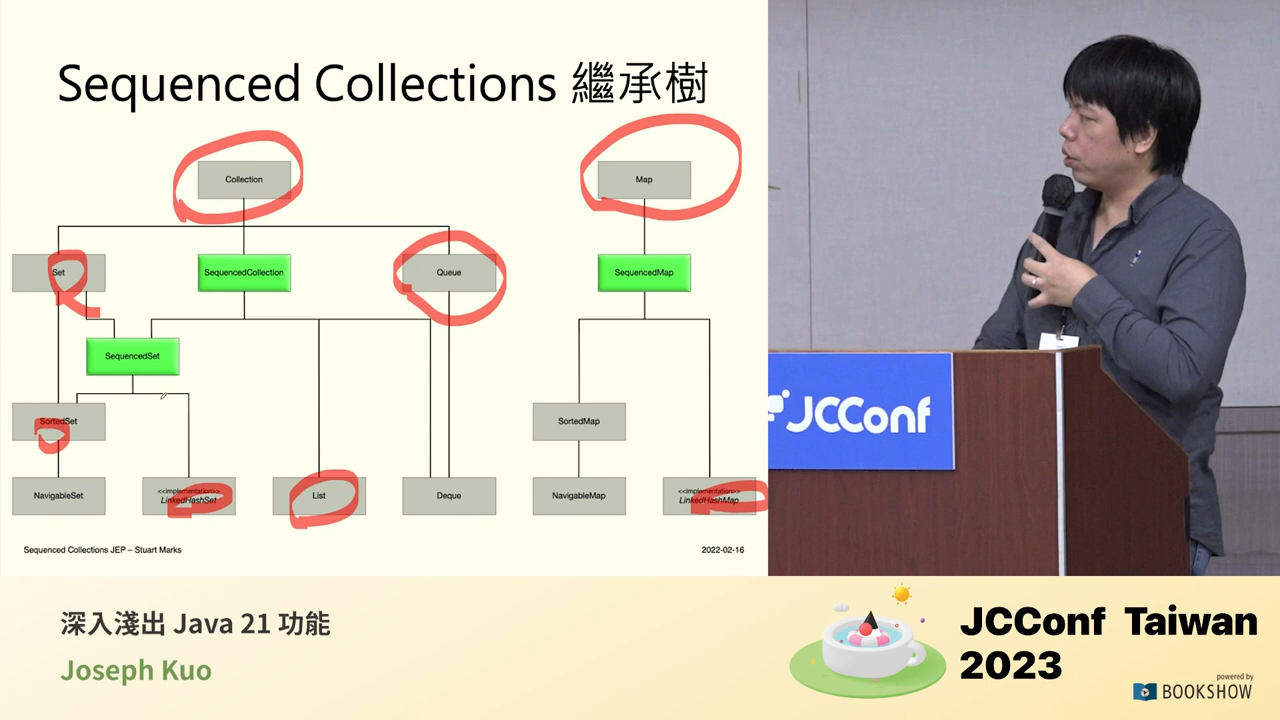 Sequenced Collections 繼承樹
Collection
Map
Set
SequencedCollection
Queue
SequencedMap
SequencedSet
SortedSet
SortedMap
NavigableSet
<<implementation>>
LinkedHashSet
List
Deque
NavigableMap
<<implementation>>
LinkedHashMap
Sequenced Collections JEP – Stuart Marks
2022-02-16
JCConf
深入淺出 Java 21 功能
Joseph Kuo
JCConf Taiwan
2023
powered by
BOOKSHOW